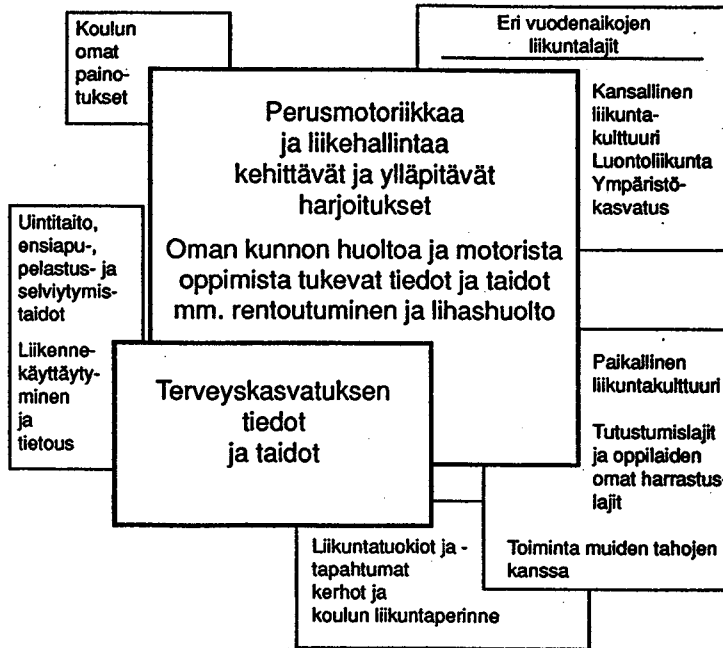 Koulun
omat
paino-
tukset
Eri vuodenaikojen
liikuntalajit
Kansallinen
liikunta-
kulttuuri
Luontoliikunta
Ympäristö-
kasvatus
Perusmotoriikkaa
ja liikehallintaa
kehittävät ja ylläpitävät
harjoitukset
Oman kunnon huoltoa ja motorista
oppimista tukevat tiedot ja taidot
mm. rentoutuminen ja lihashuolto
Uintitaito,
ensiapu-,
pelastus- ja
selviytymis-
taidot
Liikenne-
käyttäyty-
minen
ja
tietous
Terveyskasvatuksen
tiedot
ja taidot
Paikallinen
liikuntakulttuuri
Tutustumislajit
ja oppilaiden
omat harrastus-
lajit
Toiminta muiden tahojen
kanssa
Liikuntatuokiot ja -
tapahtumat
kerhot ja
koulun liikuntaperinne